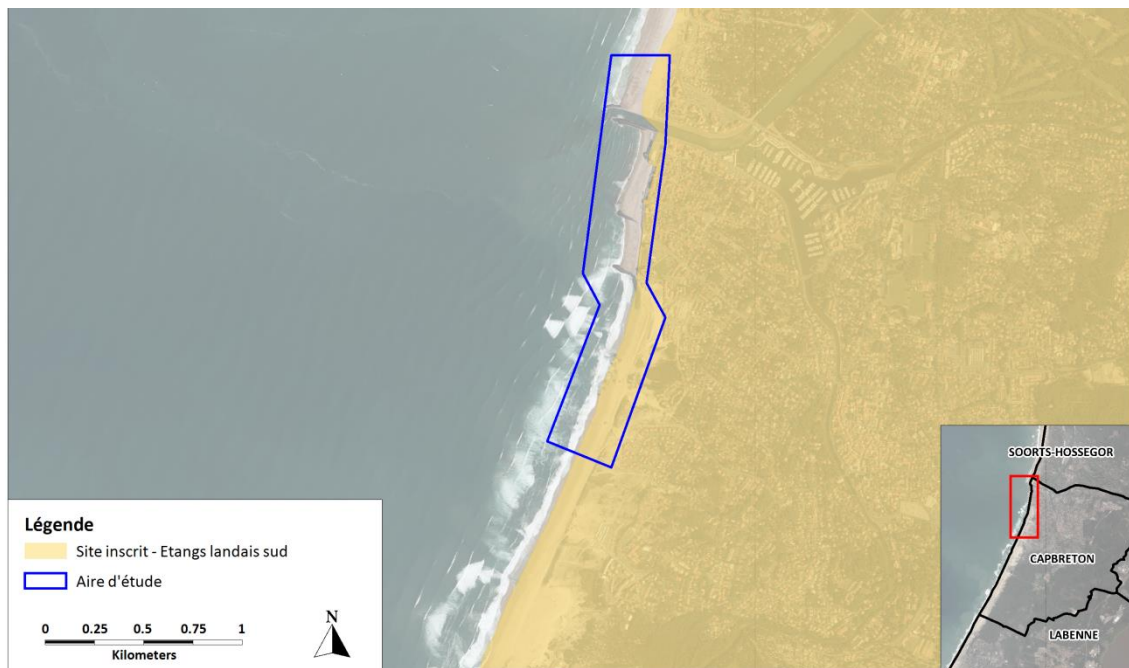 Légende
Site inscrit - Etangs landais sud
Aire d'étude
0 0.25 0.5 0.75 1
Kilometers
N
SOORTS-HOSSEGOR
CAPBRETON
LABENNE